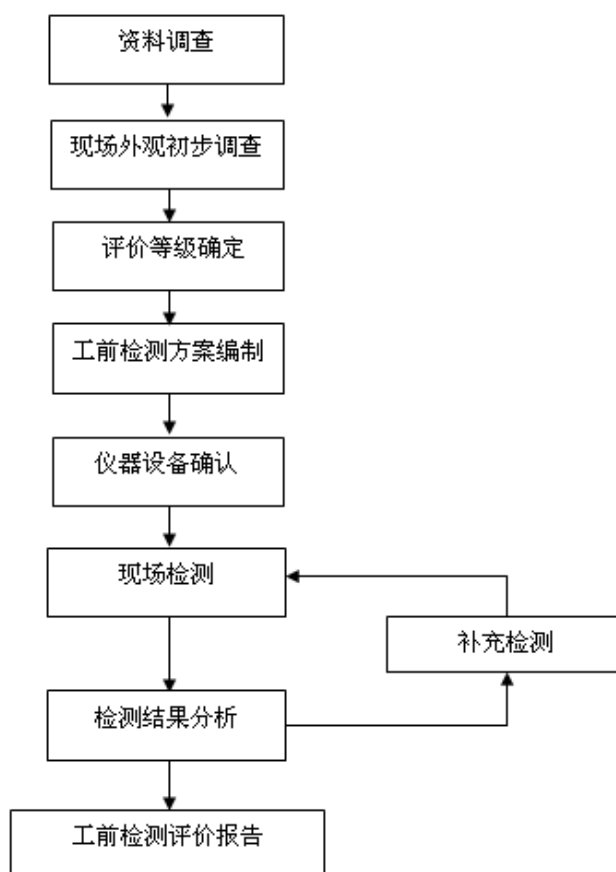 资料调查
现场外观初步调查
评价等级确定
工前检测方案编制
仪器设备确认
现场检测
补充检测
检测结果分析
工前检测评价报告